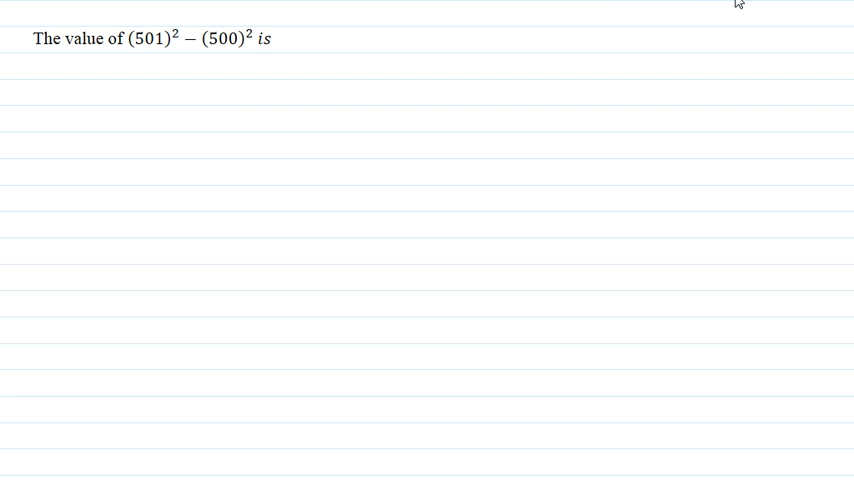 The value of (501)² − (500)² is